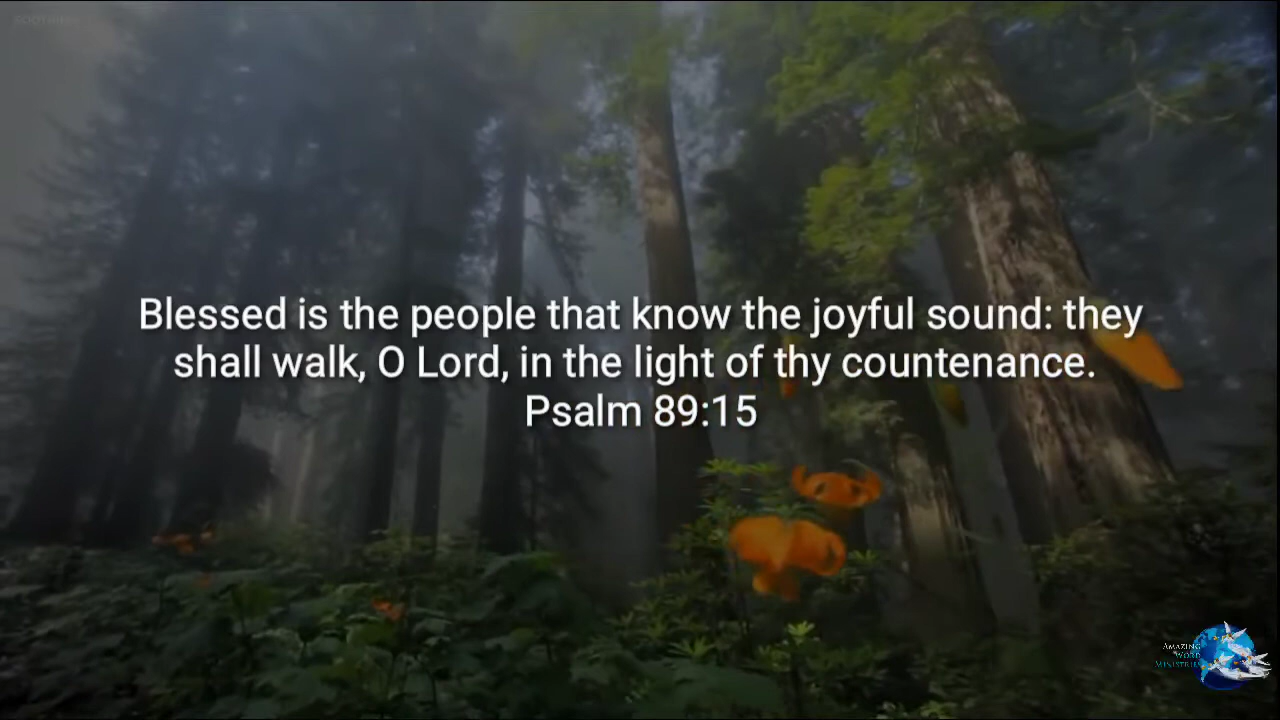 Blessed is the people that know the joyful sound: they
shall walk, O Lord, in the light of thy countenance.
Psalm 89:15
Amazing
Word
Ministries